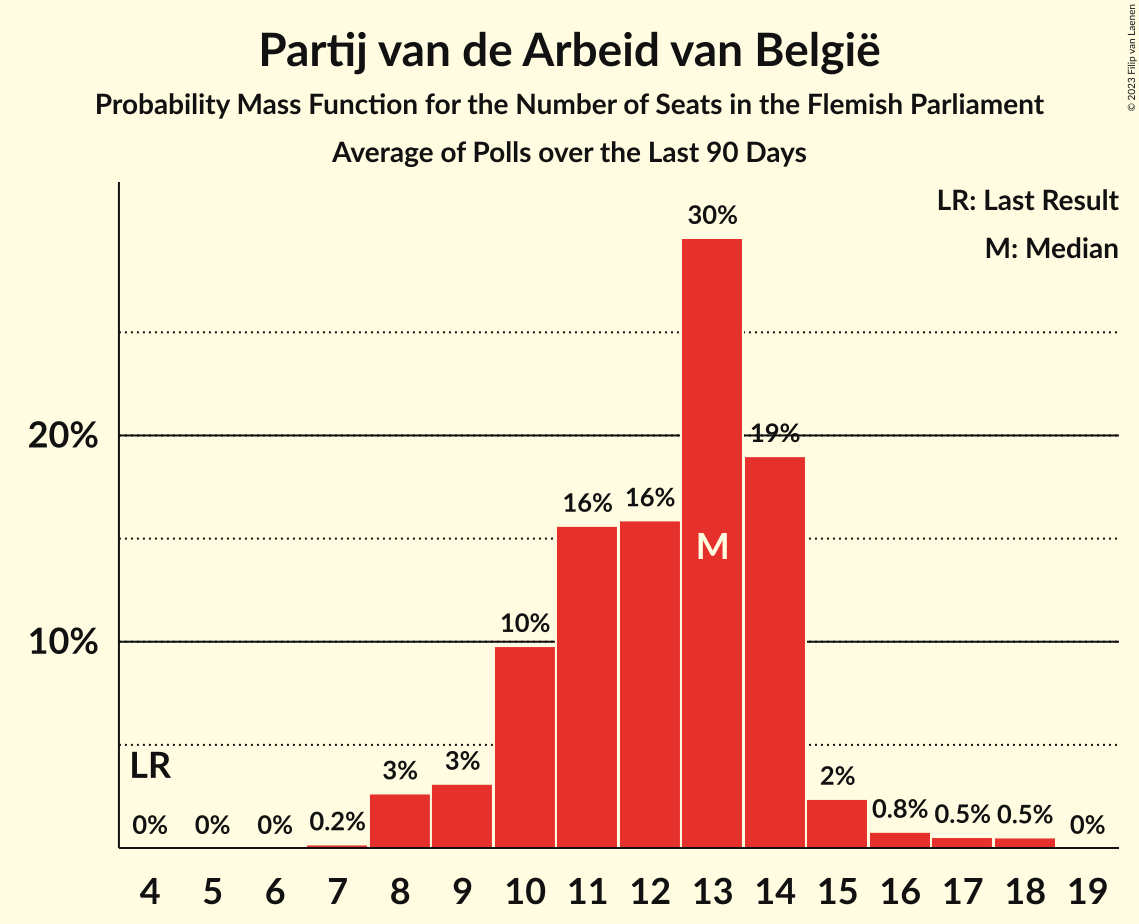 Partij van de Arbeid van België
Probability Mass Function for the Number of Seats in the Flemish Parliament
Average of Polls over the Last 90 Days
© 2023 Filip van Laenen
LR: Last Result
M: Median
30%
20%
19%
16% 16%
M
10%
10%
LR
3% 3%
2%
0% 0% 0% 0.2% 0.8% 0.5% 0.5% 0%
4 5 6 7 8 9 10 11 12 13 14 15 16 17 18 19